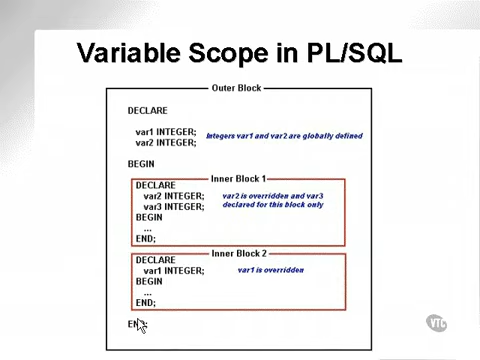 Variable Scope in PL/SQL
Outer Block
DECLARE
var1 INTEGER;
var2 INTEGER;
Integers var1 and var2 are globally defined
BEGIN
Inner Block 1
DECLARE
var2 INTEGER;
var3 INTEGER;
var2 is overridden and var3
declared for this block only
BEGIN
...
END;
Inner Block 2
DECLARE
var1 INTEGER;
var1 is overridden
BEGIN
...
END;
END;
VTC